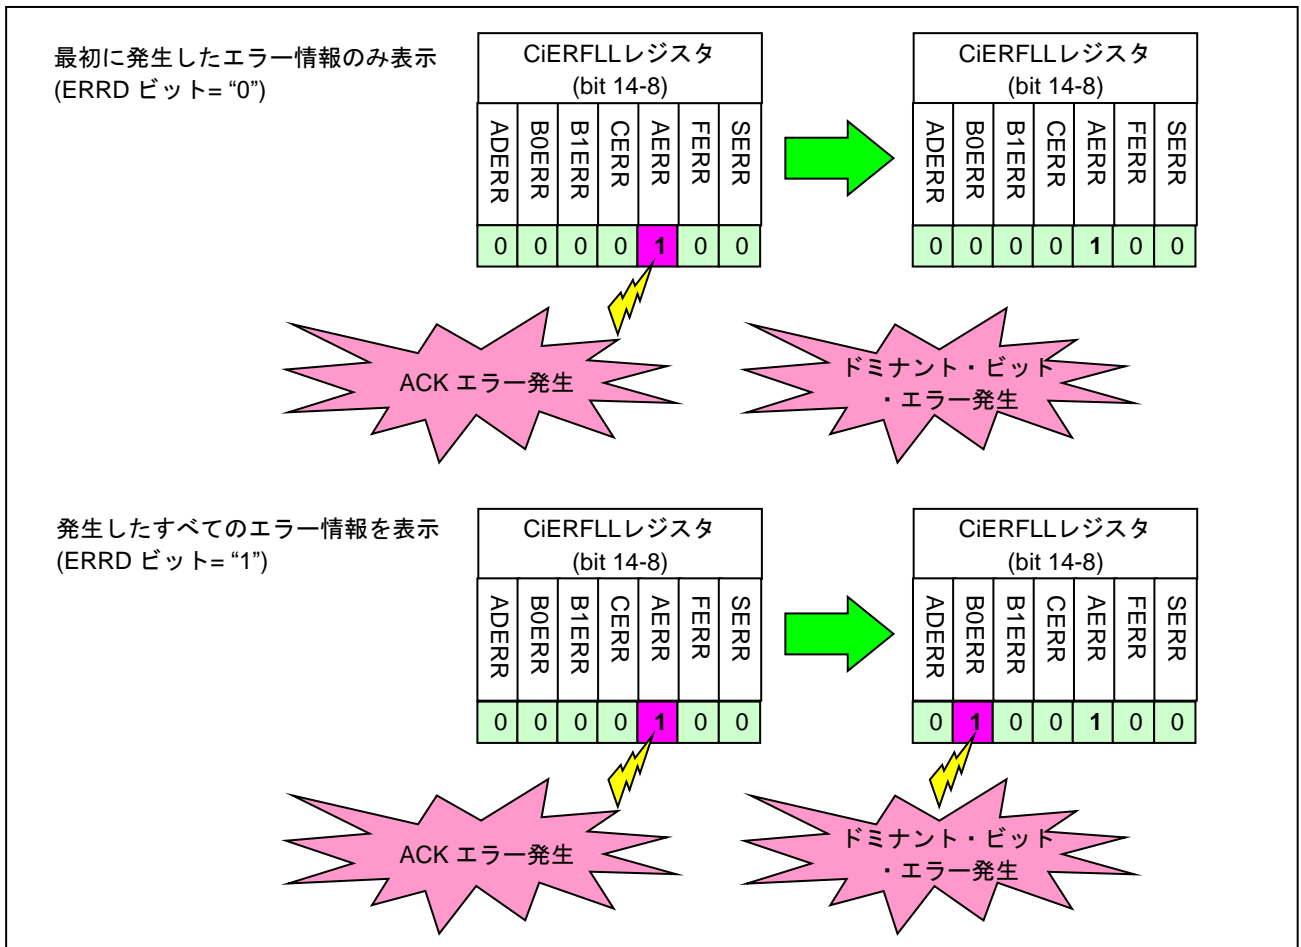 最初に発生したエラー情報のみ表示
(ERRD ビット= “0”)
CiERFLLレジスタ
(bit 14-8)
ADERR B0ERR B1ERR CERR AERR FERR SERR
0 0 0 0 1 0 0
CiERFLLレジスタ
(bit 14-8)
ADERR B0ERR B1ERR CERR AERR FERR SERR
0 0 0 0 1 0 0
ACK エラー発生
ドミナント・ビット
・エラー発生
発生したすべてのエラー情報を表示
(ERRD ビット= “1”)
CiERFLLレジスタ
(bit 14-8)
ADERR B0ERR B1ERR CERR AERR FERR SERR
0 0 0 0 1 0 0
CiERFLLレジスタ
(bit 14-8)
ADERR B0ERR B1ERR CERR AERR FERR SERR
0 1 0 0 1 0 0
ACK エラー発生
ドミナント・ビット
・エラー発生